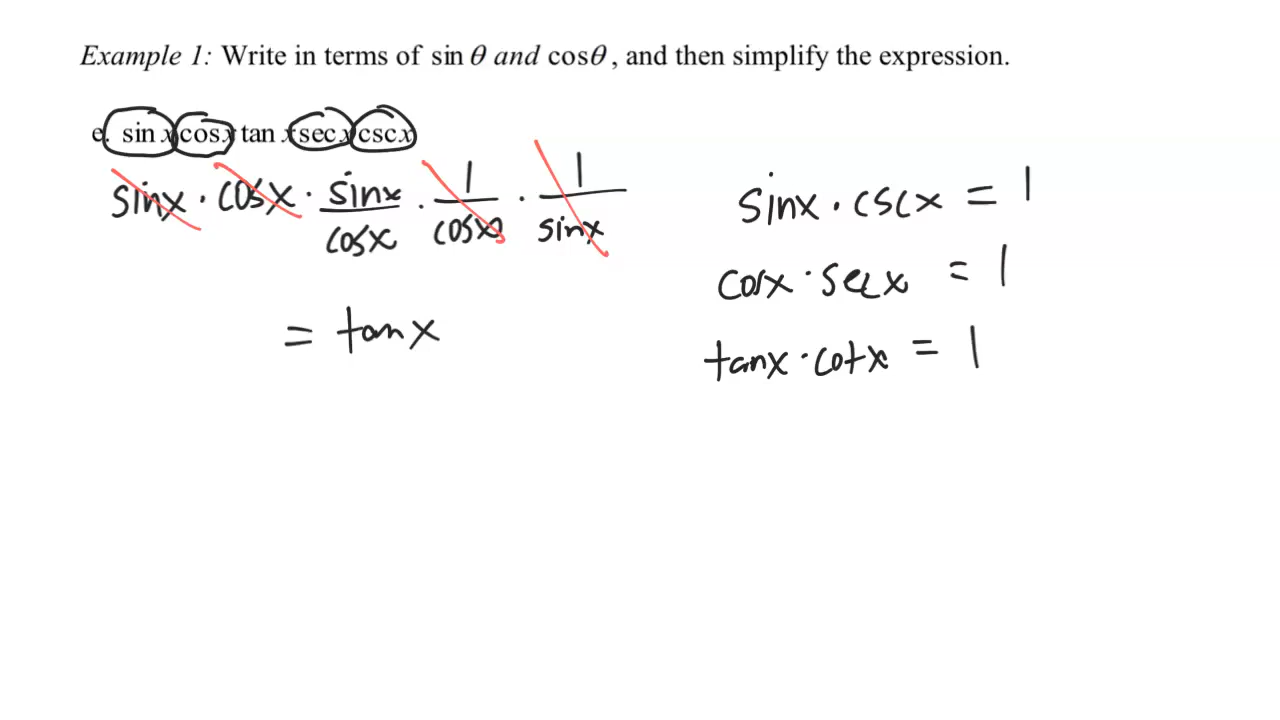 Example 1: Write in terms of sin θ and cosθ, and then simplify the expression.
e. sin x cos x tan x sec x csc x
sinx · cosx · sinx/cosx · 1/cosx · 1/sinx
= tanx
sinx · cscx = 1
cosx · secx = 1
tanx · cotx = 1